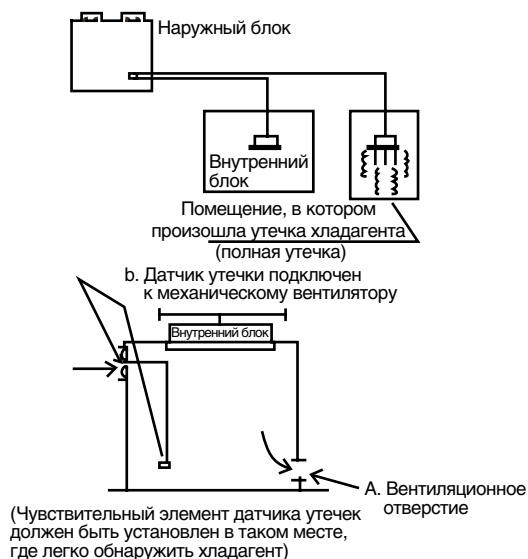 Наружный блок
Внутренний
блок
Помещение, в котором
произошла утечка хладагента
(полная утечка)
b. Датчик утечки подключен
к механическому вентилятору
Внутренний блок
A. Вентиляционное
отверстие
(Чувствительный элемент датчика утечек
должен быть установлен в таком месте,
где легко обнаружить хладагент)